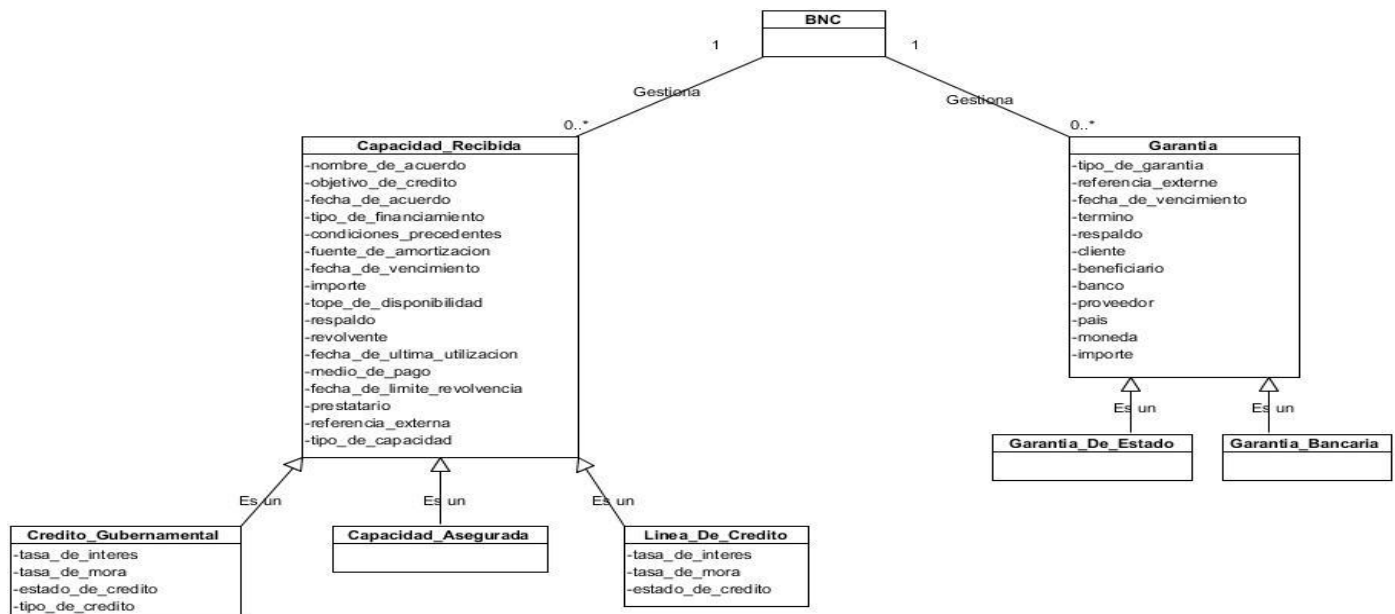 BNC
1
1
Gestiona
Gestiona
0..*
0..*
Capacidad_Recibida
-nombre_de_acuerdo
-objetivo_de_credito
-fecha_de_acuerdo
-tipo_de_financiamiento
-condiciones_precedentes
-fuente_de_amortizacion
-fecha_de_vencimiento
-importe
-tope_de_disponibilidad
-respaldo
-revolvente
-fecha_de_ultima_utilizacion
-medio_de_pago
-fecha_de_limite_revolvencia
-prestatario
-referencia_externa
-tipo_de_capacidad
Garantia
-tipo_de_garantia
-referencia_externe
-fecha_de_vencimiento
-termino
-respaldo
-cliente
-beneficiario
-banco
-proveedor
-pais
-moneda
-importe
Es un
Es un
Garantia_De_Estado
Garantia_Bancaria
Es un
Es un
Es un
Credito_Gubernamental
-tasa_de_interes
-tasa_de_mora
-estado_de_credito
-tipo_de_credito
Capacidad_Asegurada
Linea_De_Credito
-tasa_de_interes
-tasa_de_mora
-estado_de_credito